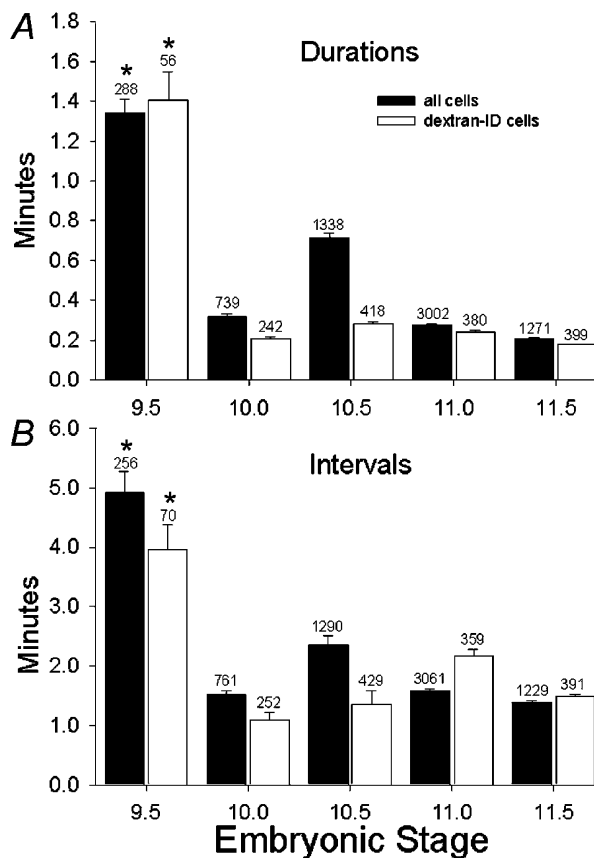 A
Durations
all cells
dextran-ID cells
Minutes
1.8
1.6
1.4
1.2
1.0
0.8
0.6
0.4
0.2
0.0
* *
288 56
739 242
1338 418
3002 380
1271 399
9.5 10.0 10.5 11.0 11.5
B
Intervals
Minutes
6.0
5.0
4.0
3.0
2.0
1.0
0.0
* *
256 70
761 252
1290 429
3061 359
1229 391
9.5 10.0 10.5 11.0 11.5
Embryonic Stage